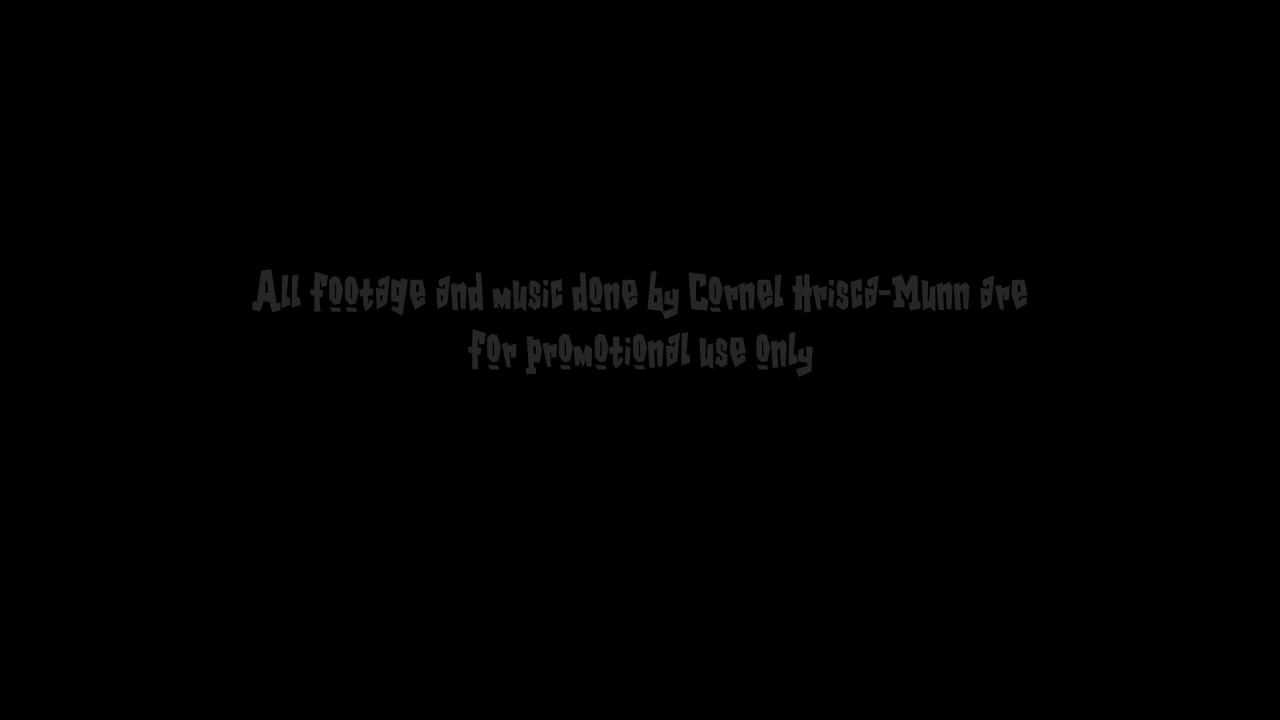 All footage and music done by Cornel Hrisca-Munn are
for promotional use only